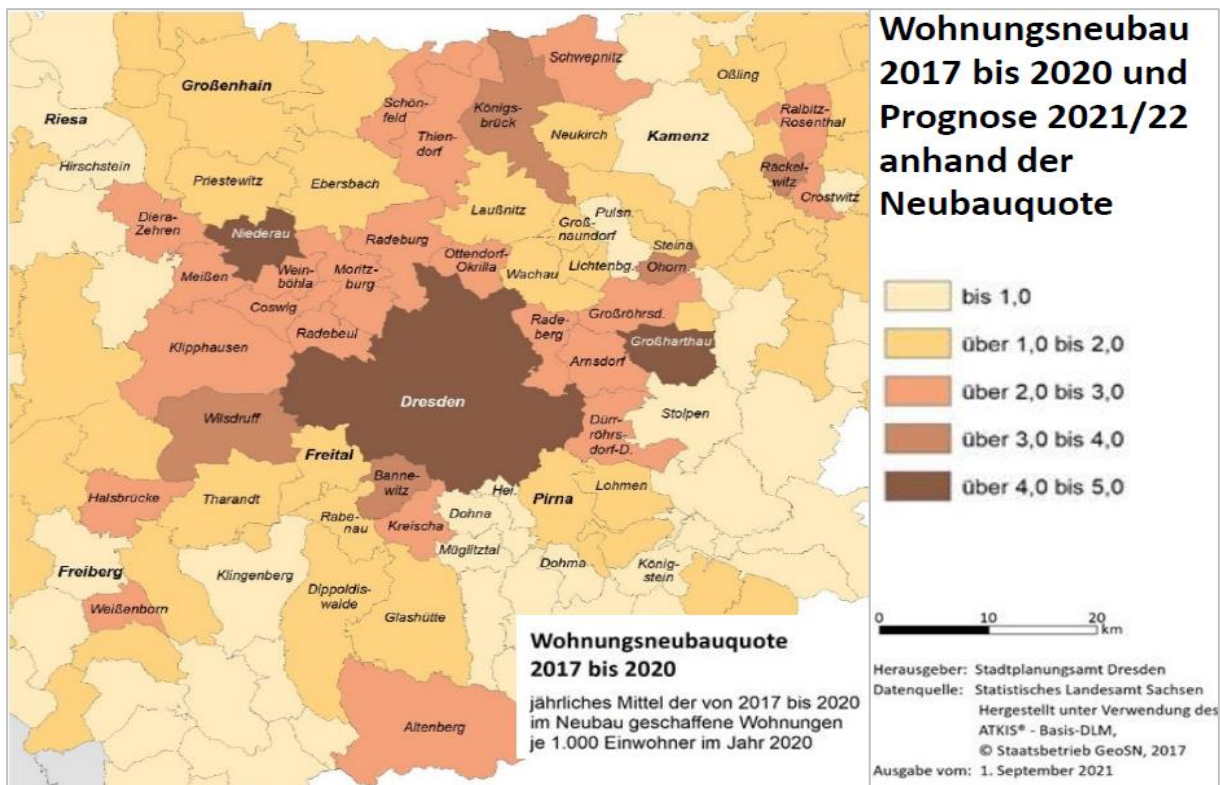 Wohnungsneubau
2017 bis 2020 und
Prognose 2021/22
anhand der
Neubauquote
bis 1,0
über 1,0 bis 2,0
über 2,0 bis 3,0
über 3,0 bis 4,0
über 4,0 bis 5,0
0 10 20
km
Herausgeber: Stadtplanungsamt Dresden
Datenquelle: Statistisches Landesamt Sachsen
Hergestellt unter Verwendung des
ATKIS® - Basis-DLM,
© Staatsbetrieb GeoSN, 2017
Ausgabe vom: 1. September 2021
Wohnungsneubauquote
2017 bis 2020
jährliches Mittel der von 2017 bis 2020
im Neubau geschaffene Wohnungen
je 1.000 Einwohner im Jahr 2020
Schwepnitz
Oßling
Großenhain
Schön-
feld
Königs-
brück
Ralbitz-
Rosenthal
Riesa
Thien-
dorf
Neukirch
Kamenz
Hirschstein
Priestewitz
Ebersbach
Räckel-
witz
Crostwitz
Diera-
Zehren
Niederau
Radeburg
Laußnitz
Groß-
naundorf
Pulsn.
Steina
Meißen
Wein-
böhla
Moritz-
burg
Ottendorf-
Okrilla
Wachau
Lichtenbg.
Ohorn
Coswig
Radebeul
Klipphausen
Rade-
berg
Großröhrsd.
Arnsdorf
Großharthau
Dresden
Stolpen
Wilsdruff
Dürr-
röhrs-
dorf-D.
Freital
Banne-
witz
Halsbrücke
Tharandt
Rabe-
nau
Kreischa
Hei.
Dohna
Pirna
Lohmen
Müglitztal
Dohma
König-
stein
Freiberg
Klingenberg
Weißenborn
Dippoldis-
walde
Glashütte
Altenberg